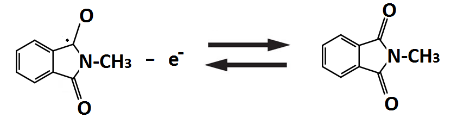 O O
N-CH3 – e- N-CH3
O O